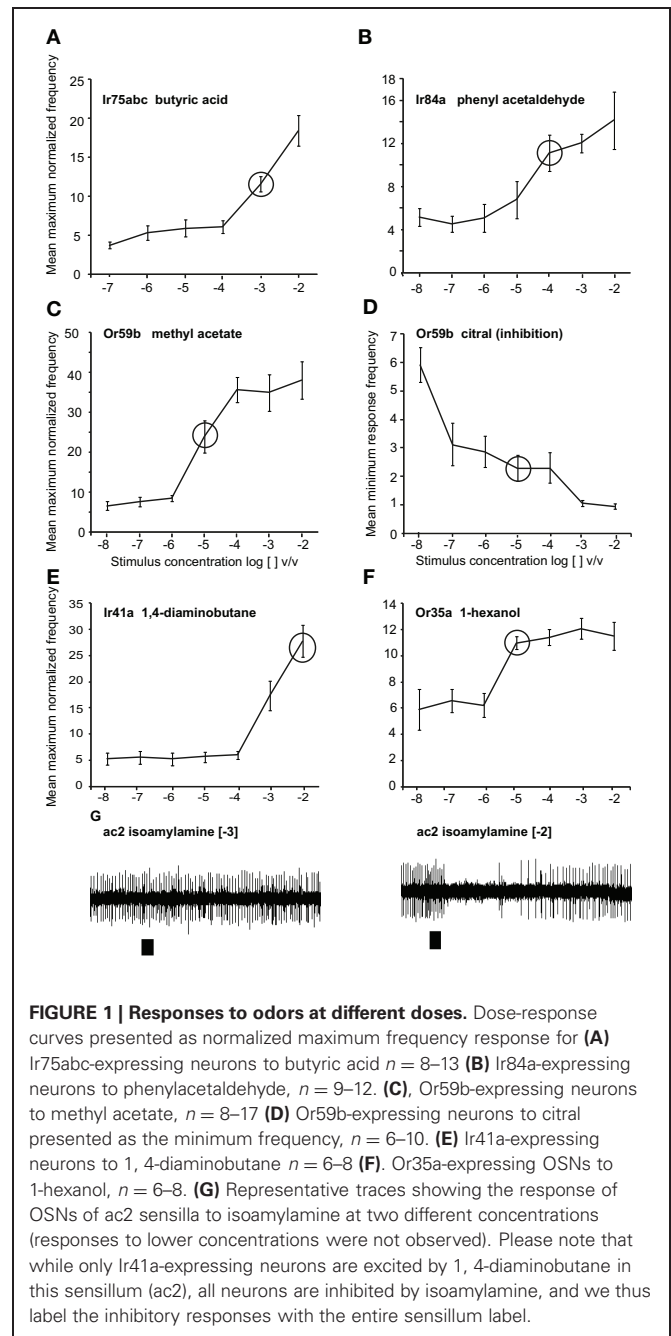 A
Ir75abc butyric acid
Mean maximum normalized frequency
25
20
15
10
5
0
-7 -6 -5 -4 -3 -2
B
Ir84a phenyl acetaldehyde
18
16
12
8
4
0
-8 -7 -6 -5 -4 -3 -2
C
Or59b methyl acetate
Mean maximum normalized frequency
50
40
30
20
10
0
-8 -7 -6 -5 -4 -3 -2
Stimulus concentration log [ ] v/v
D
Or59b citral (inhibition)
Mean minimum response frequency
7
6
5
4
3
2
1
0
-8 -7 -6 -5 -4 -3 -2
Stimulus concentration log [ ] v/v
E
Ir41a 1,4-diaminobutane
Mean maximum normalized frequency
35
30
25
20
15
10
5
0
-8 -7 -6 -5 -4 -3 -2
F
Or35a 1-hexanol
14
12
10
8
6
4
2
0
-8 -7 -6 -5 -4 -3 -2
G
ac2 isoamylamine [-3]
ac2 isoamylamine [-2]
FIGURE 1 | Responses to odors at different doses. Dose-response
curves presented as normalized maximum frequency response for (A)
Ir75abc-expressing neurons to butyric acid n = 8–13 (B) Ir84a-expressing
neurons to phenylacetaldehyde, n = 9–12. (C), Or59b-expressing neurons
to methyl acetate, n = 8–17 (D) Or59b-expressing neurons to citral
presented as the minimum frequency, n = 6–10. (E) Ir41a-expressing
neurons to 1, 4-diaminobutane n = 6–8 (F). Or35a-expressing OSNs to
1-hexanol, n = 6–8. (G) Representative traces showing the response of
OSNs of ac2 sensilla to isoamylamine at two different concentrations
(responses to lower concentrations were not observed). Please note that
while only Ir41a-expressing neurons are excited by 1, 4-diaminobutane in
this sensillum (ac2), all neurons are inhibited by isoamylamine, and we thus
label the inhibitory responses with the entire sensillum label.